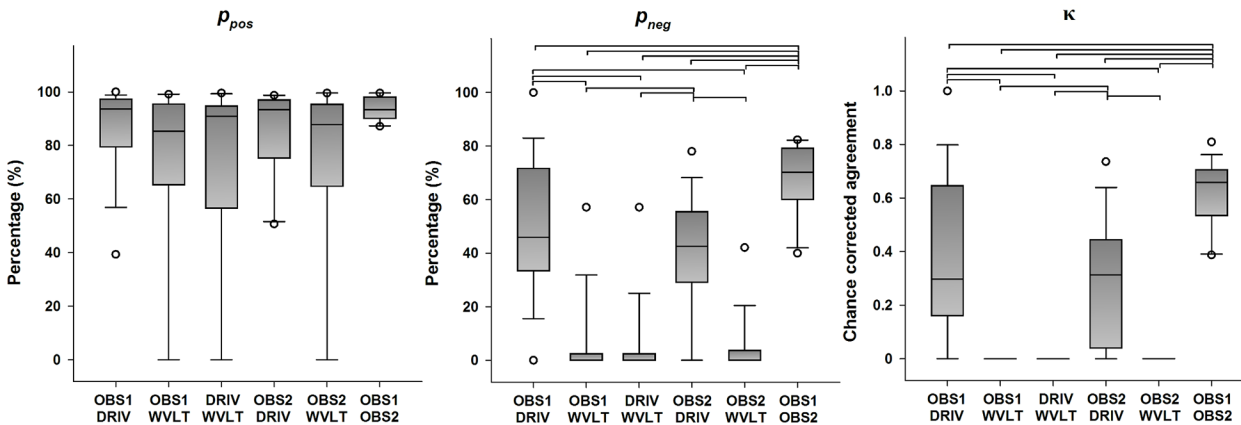 p_pos
p_neg
κ
Percentage (%)
100
80
60
40
20
0
OBS1 OBS1 DRIV OBS2 OBS2 OBS1
DRIV WVLT WVLT DRIV WVLT OBS2
Percentage (%)
100
80
60
40
20
0
OBS1 OBS1 DRIV OBS2 OBS2 OBS1
DRIV WVLT WVLT DRIV WVLT OBS2
Chance corrected agreement
1.0
0.8
0.6
0.4
0.2
0
OBS1 OBS1 DRIV OBS2 OBS2 OBS1
DRIV WVLT WVLT DRIV WVLT OBS2